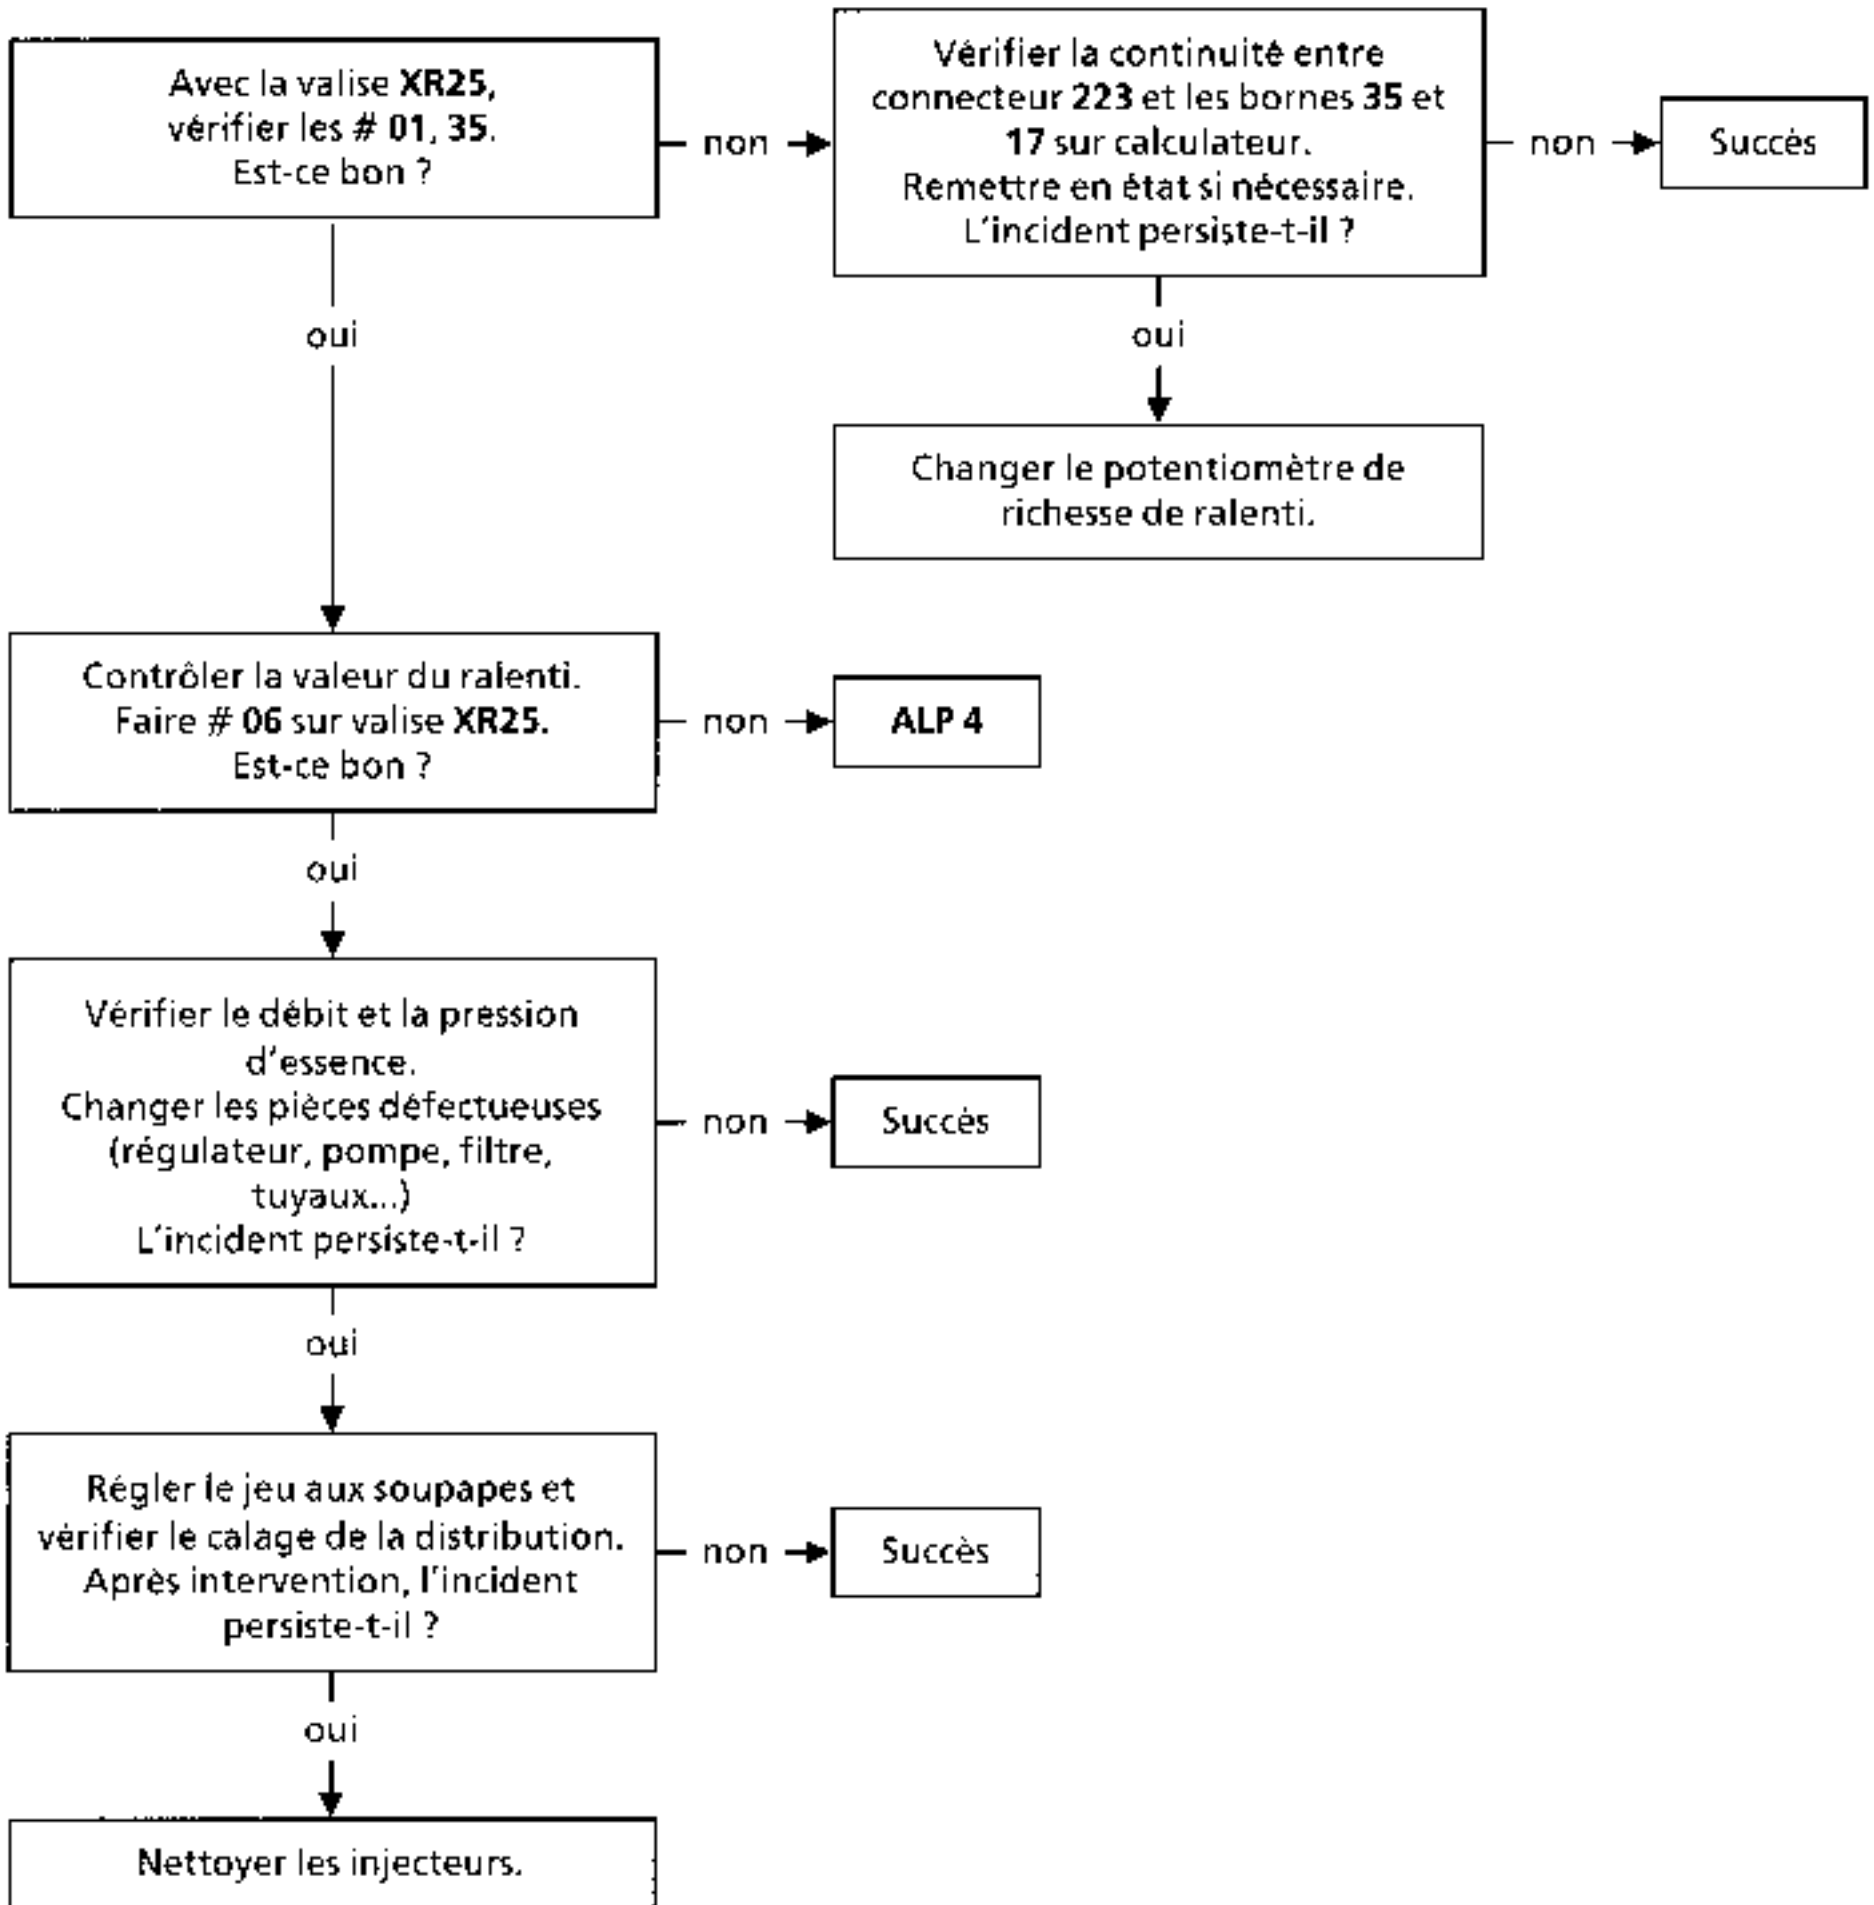 Avec la valise XR25,
vérifier les # 01, 35.
Est-ce bon ?
non
Vérifier la continuité entre
connecteur 223 et les bornes 35 et
17 sur calculateur.
Remettre en état si nécessaire.
L'incident persiste-t-il ?
non
Succès
oui
oui
Changer le potentiomètre de
richesse de ralenti.
Contrôler la valeur du ralenti.
Faire # 06 sur valise XR25.
Est-ce bon ?
non
ALP 4
oui
Vérifier le débit et la pression
d'essence.
Changer les pièces défectueuses
(régulateur, pompe, filtre,
tuyaux...)
L'incident persiste-t-il ?
non
Succès
oui
Régler le jeu aux soupapes et
vérifier le calage de la distribution.
Après intervention, l'incident
persiste-t-il ?
non
Succès
oui
Nettoyer les injecteurs.